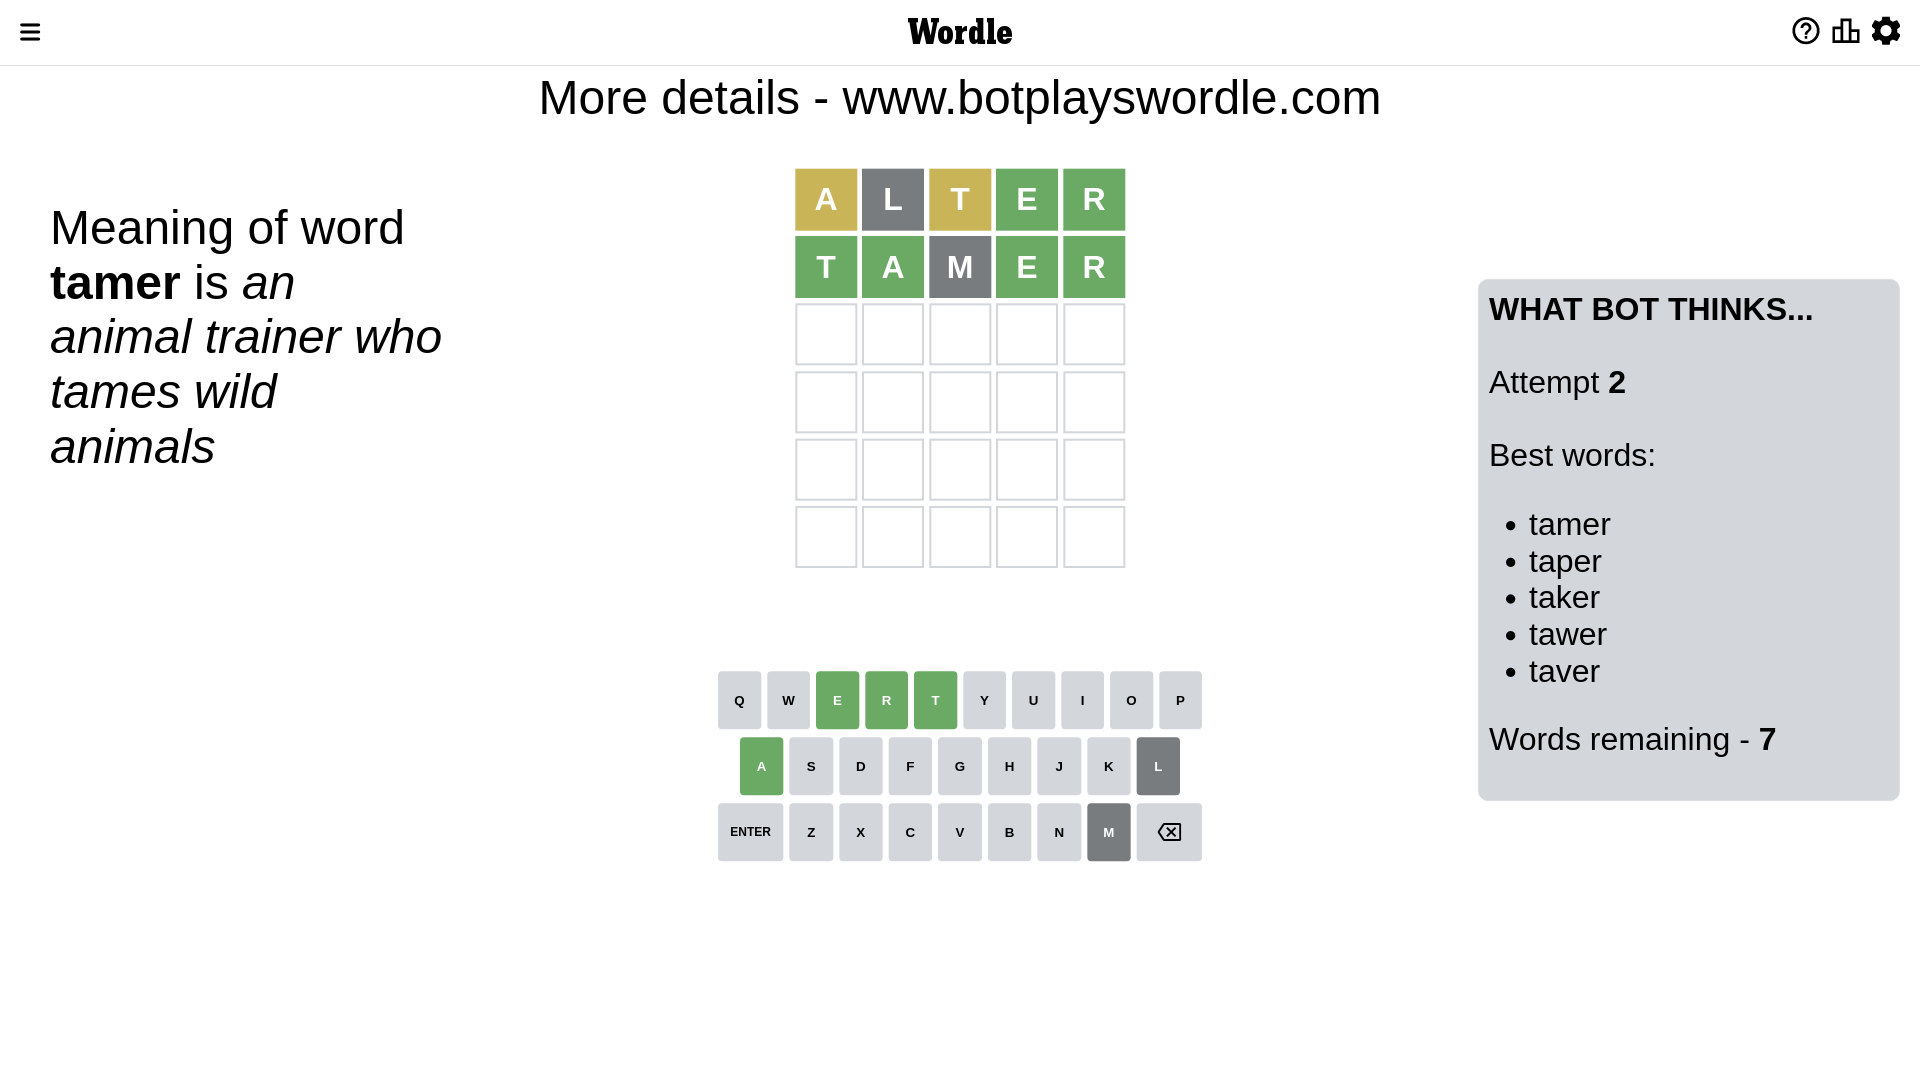 Wordle
More details - www.botplayswordle.com
Meaning of word
tamer is an
animal trainer who
tames wild
animals
A L T E R
T A M E R
WHAT BOT THINKS...
Attempt 2
Best words:
• tamer
• taper
• taker
• tawer
• taver
Words remaining - 7
Q W E R T Y U I O P
A S D F G H J K L
ENTER Z X C V B N M